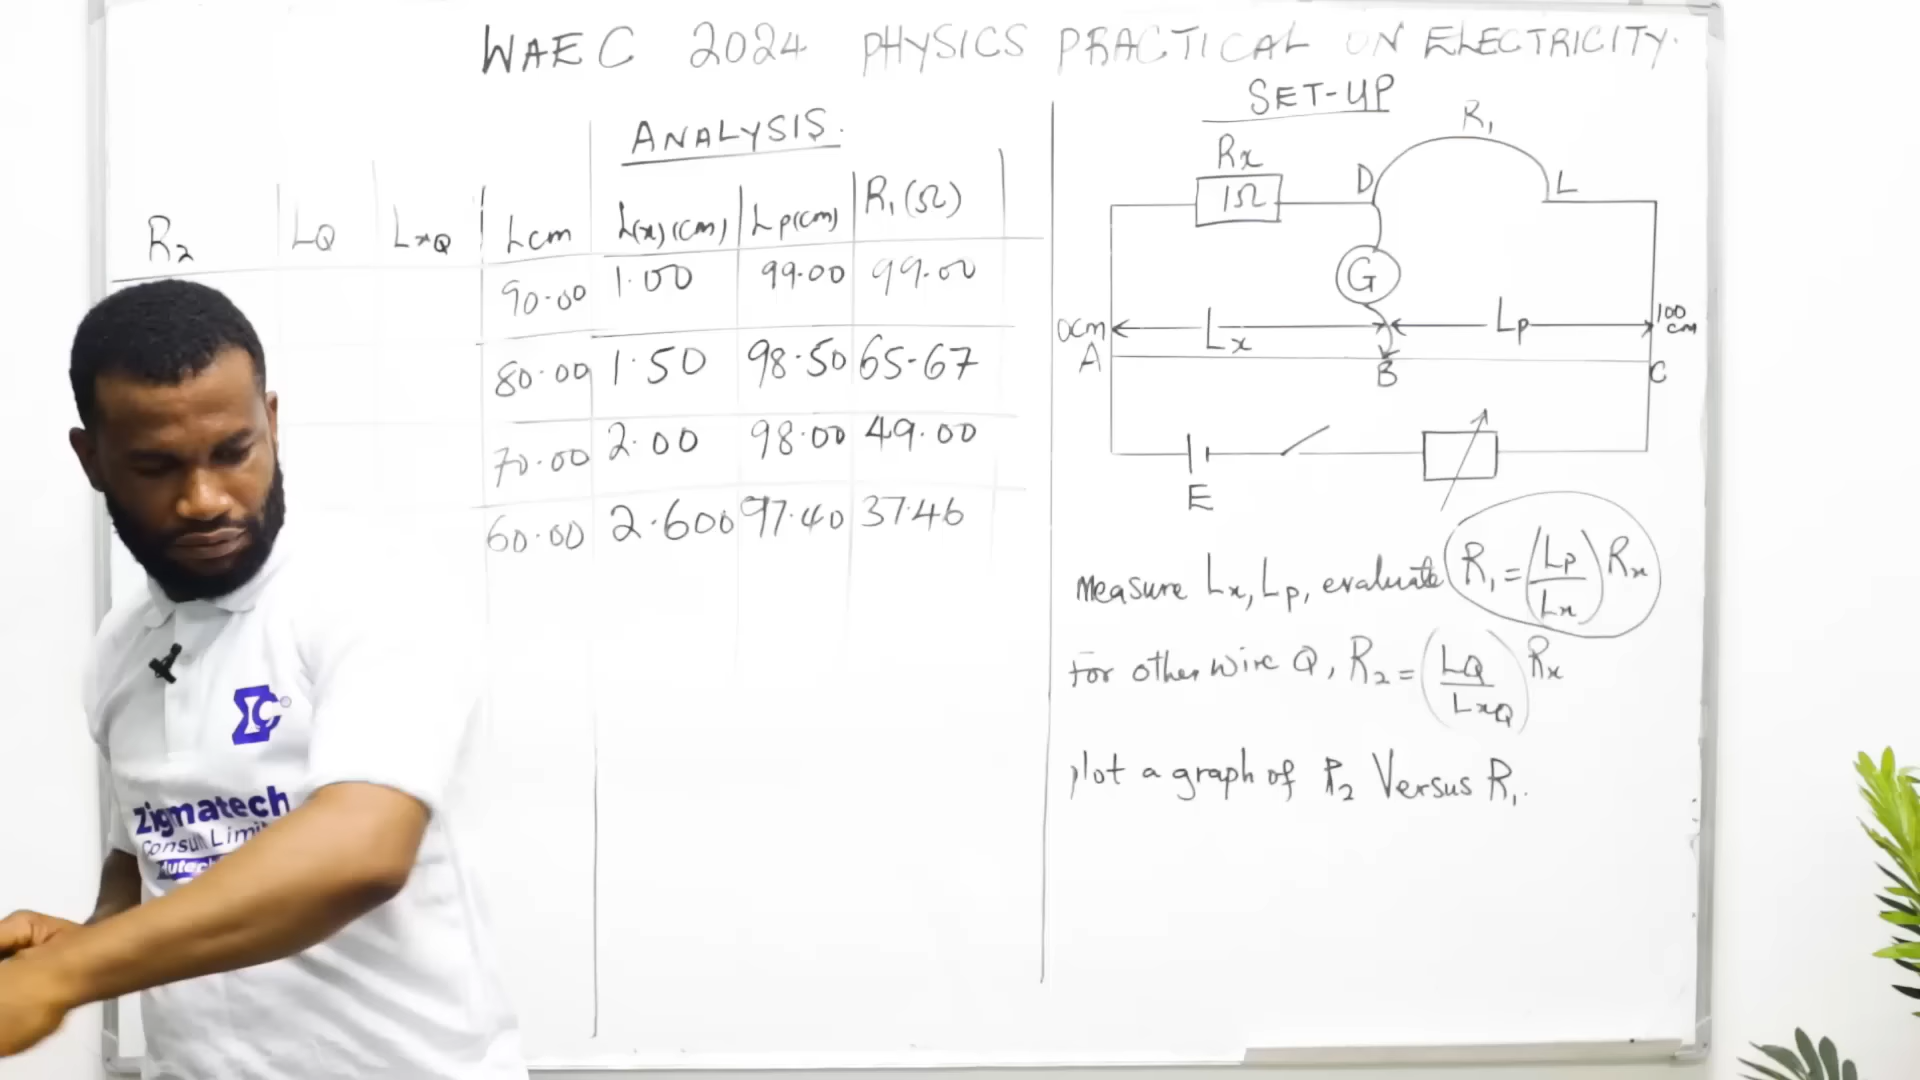 WAEC 2024 PHYSICS PRACTICAL ON ELECTRICITY.
ANALYSIS.
R₂ LQ LxQ Lcm L(x)(cm) Lp(cm) R₁(Ω)
90.00 1.00 99.00 99.00
80.00 1.50 98.50 65-67
70.00 2.00 98.00 49.00
60.00 2.600 97.40 37.46
SET-UP
R₁
Rx
1Ω
D
L
G
0cm
Lx
Lp
100 cm
A
B
C
E
Measure Lx, Lp, evaluate R₁ = (Lp/Lx) Rx
For other wire Q, R₂ = (LQ/LxQ) Rx
plot a graph of R₂ Versus R₁.
ΣC
Zigmatech
Consult Limi
dutech